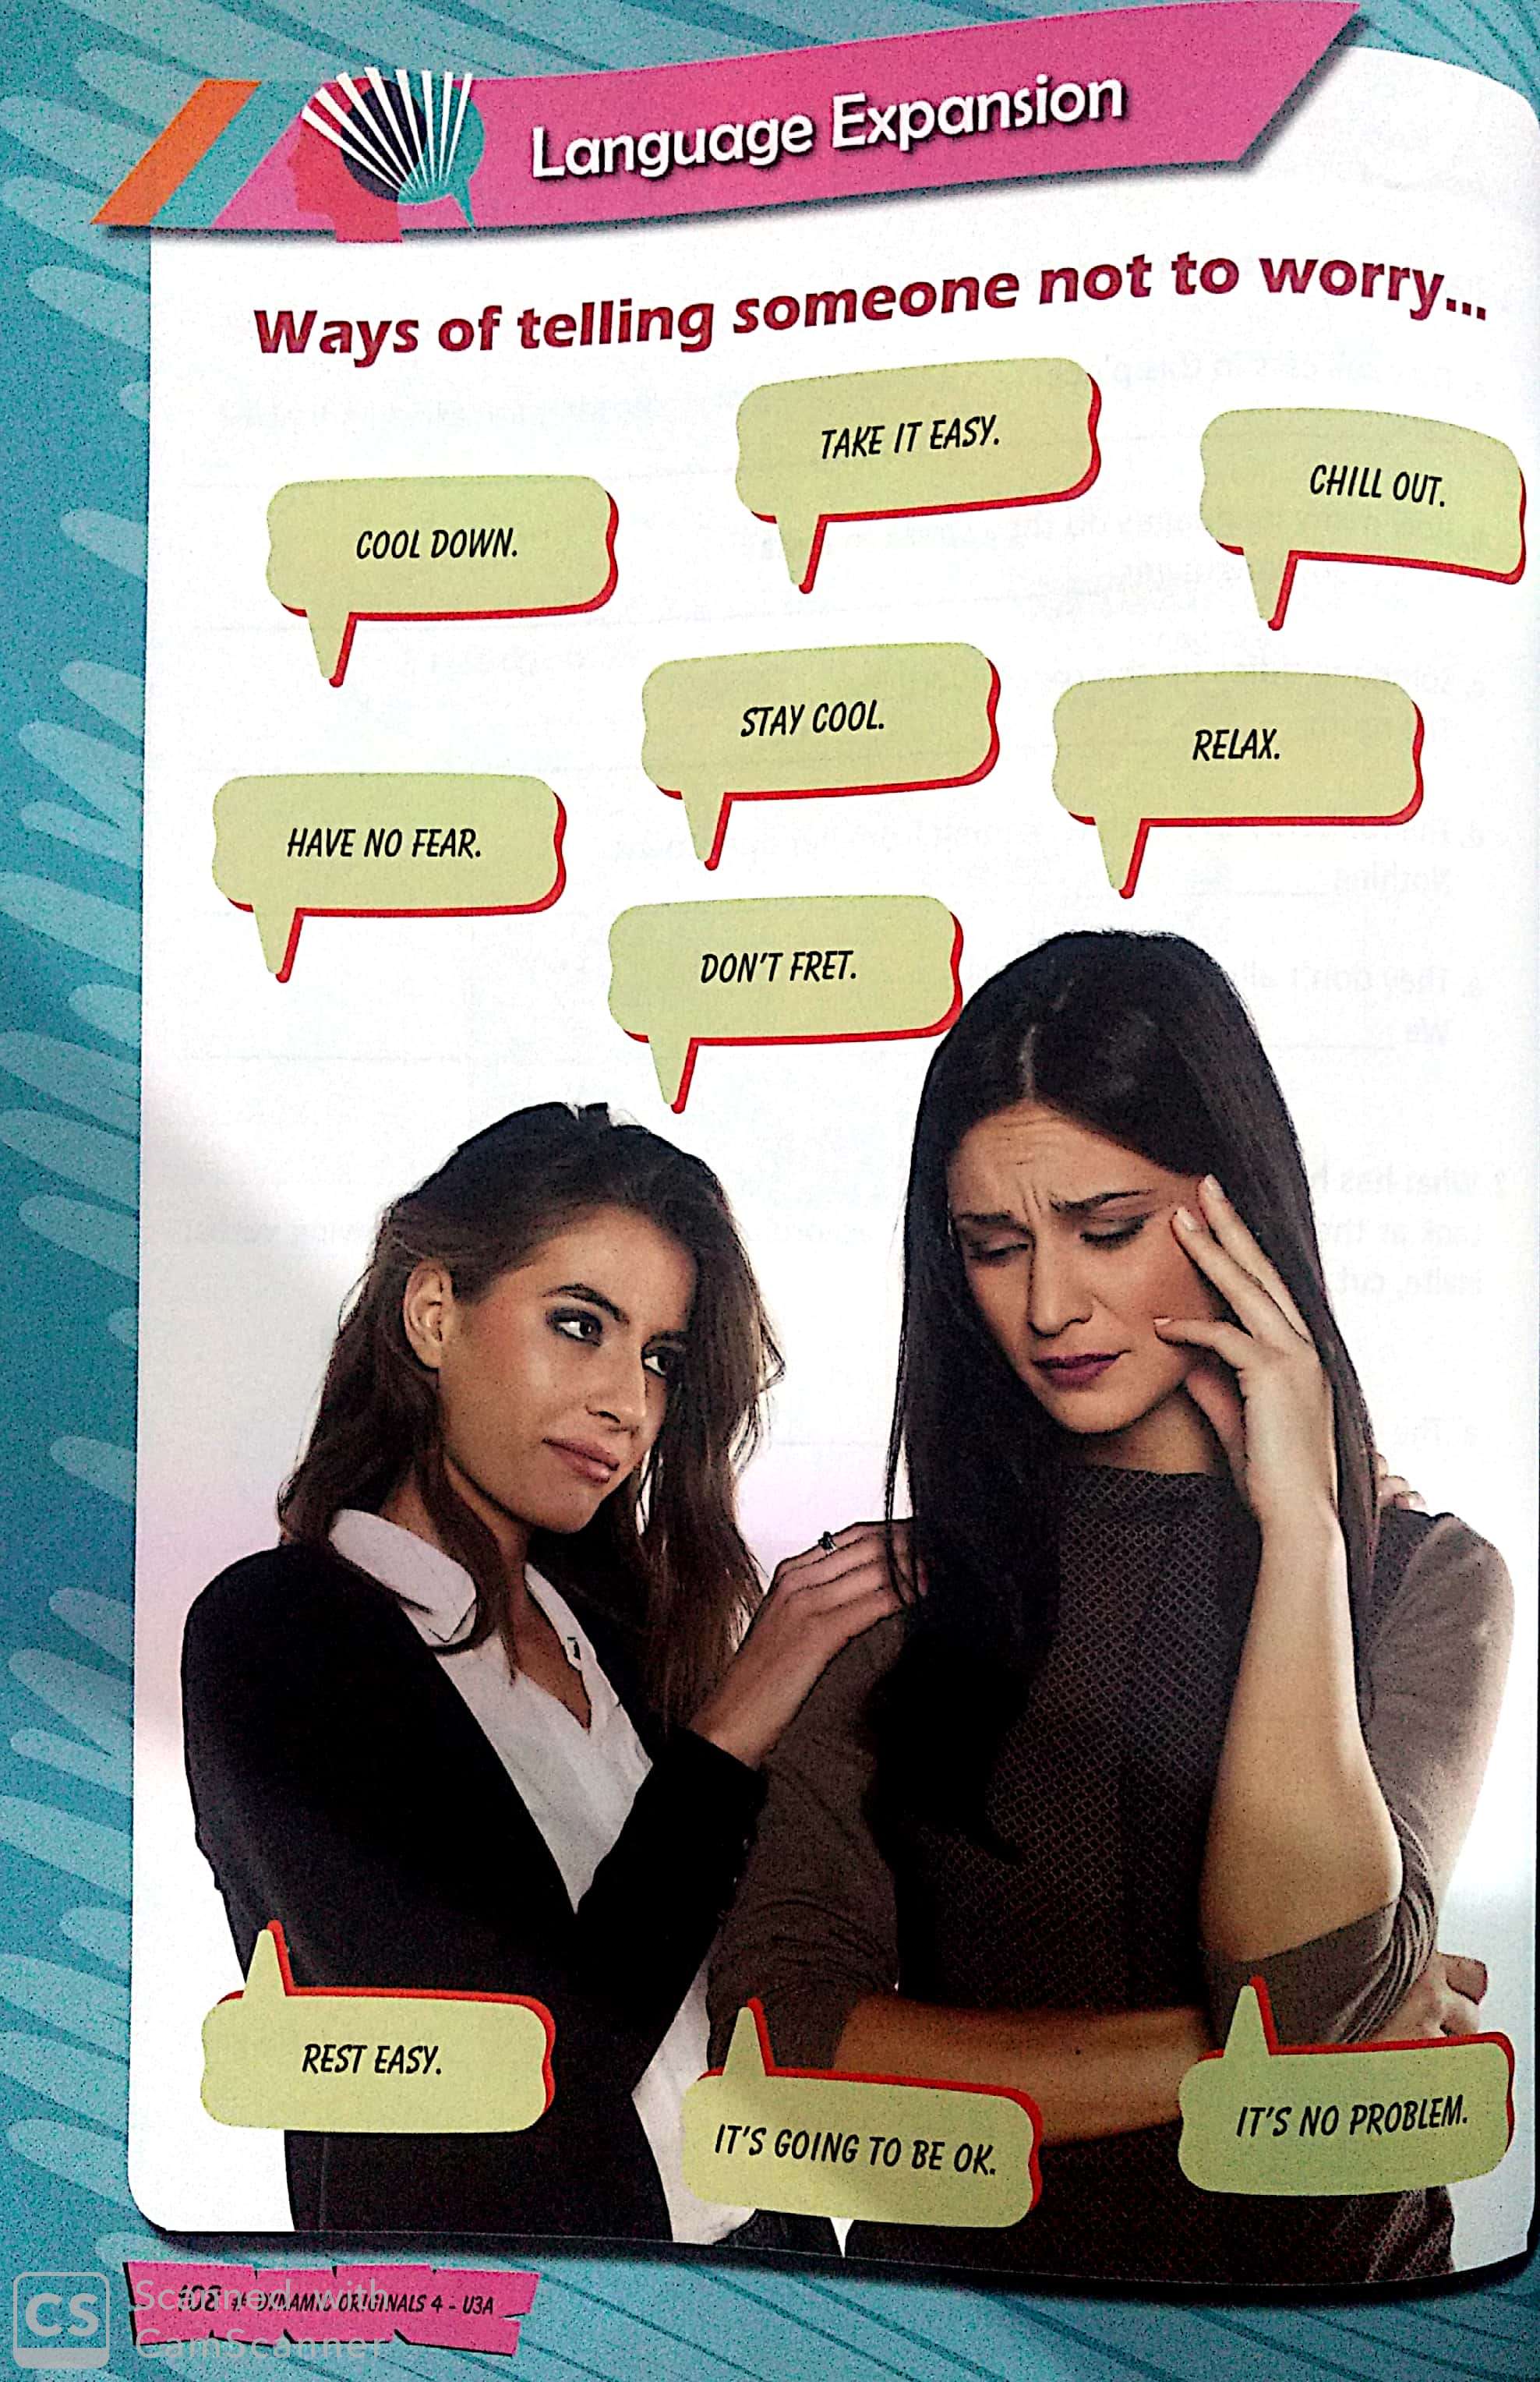 Language Expansion
Ways of telling someone not to worry...
TAKE IT EASY.
CHILL OUT.
COOL DOWN.
STAY COOL.
RELAX.
HAVE NO FEAR.
DON'T FRET.
REST EASY.
IT'S GOING TO BE OK.
IT'S NO PROBLEM.
# DYNAMIC ORIGINALS 4 - U3A
CS
Scanned with
CamScanner